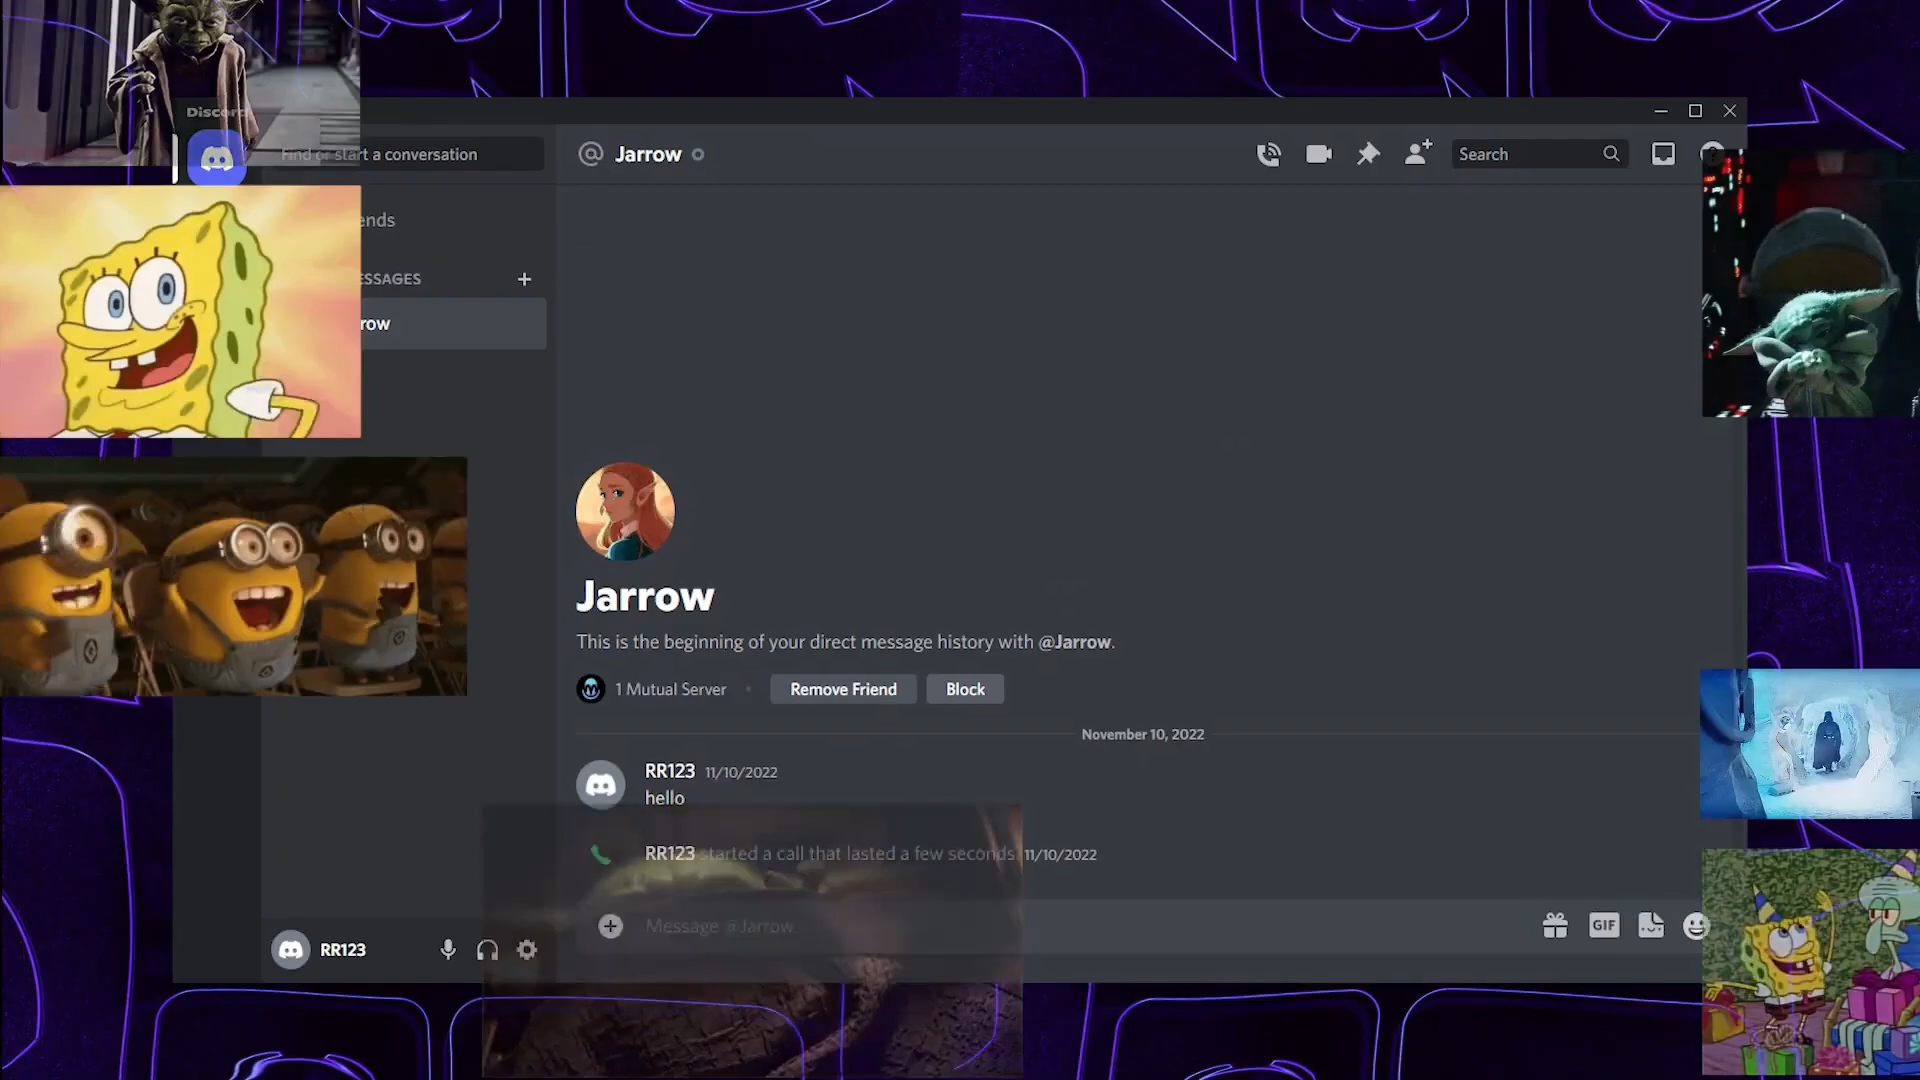 Discord
Find or start a conversation
Jarrow
Search
ends
ESSAGES
row
Jarrow
This is the beginning of your direct message history with @Jarrow.
1 Mutual Server
Remove Friend
Block
November 10, 2022
RR123 11/10/2022
hello
RR123 started a call that lasted a few seconds. 11/10/2022
Message @Jarrow
GIF
RR123